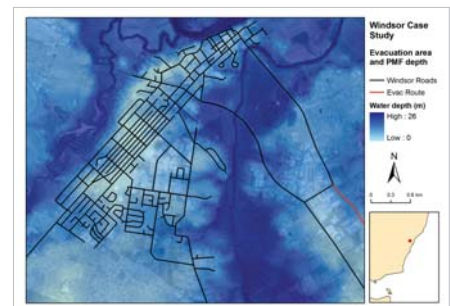 Windsor Case
Study
Evacuation area
and PMF depth
Windsor Roads
Evac Route
Water depth (m)
High : 26
Low : 0
N
0 0.3 0.6 km